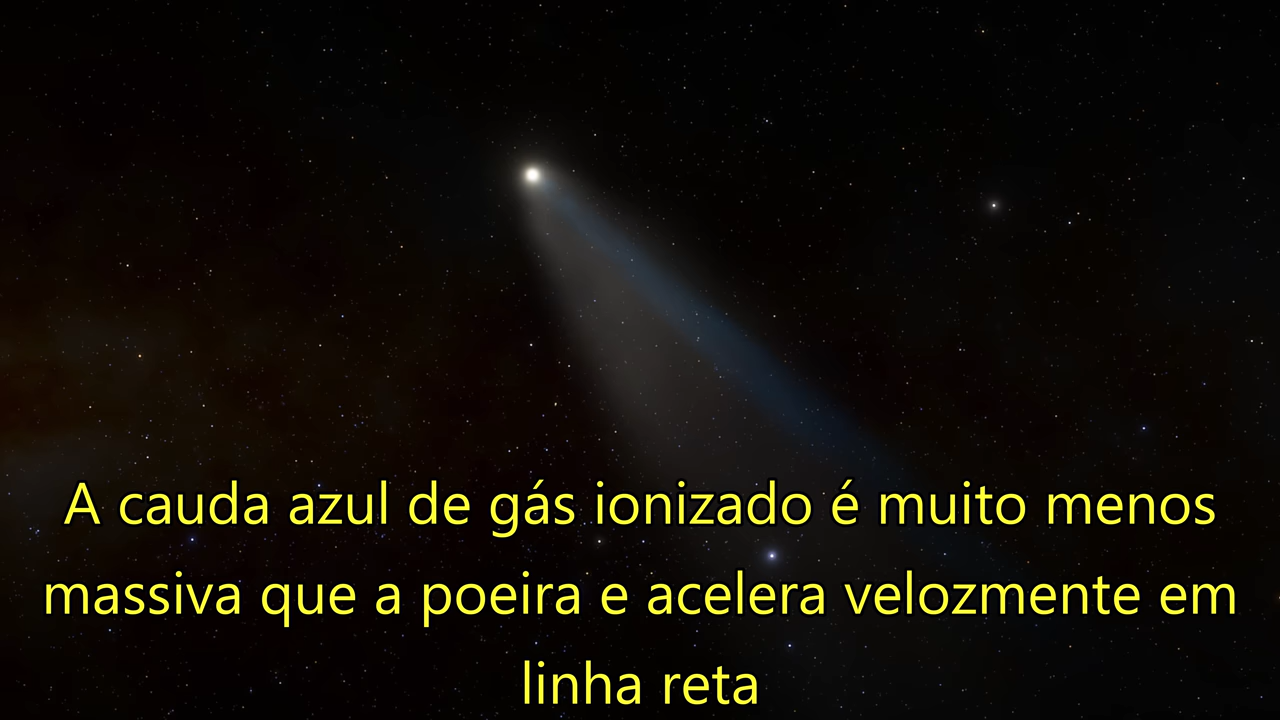 A cauda azul de gás ionizado é muito menos
massiva que a poeira e acelera velozmente em
linha reta